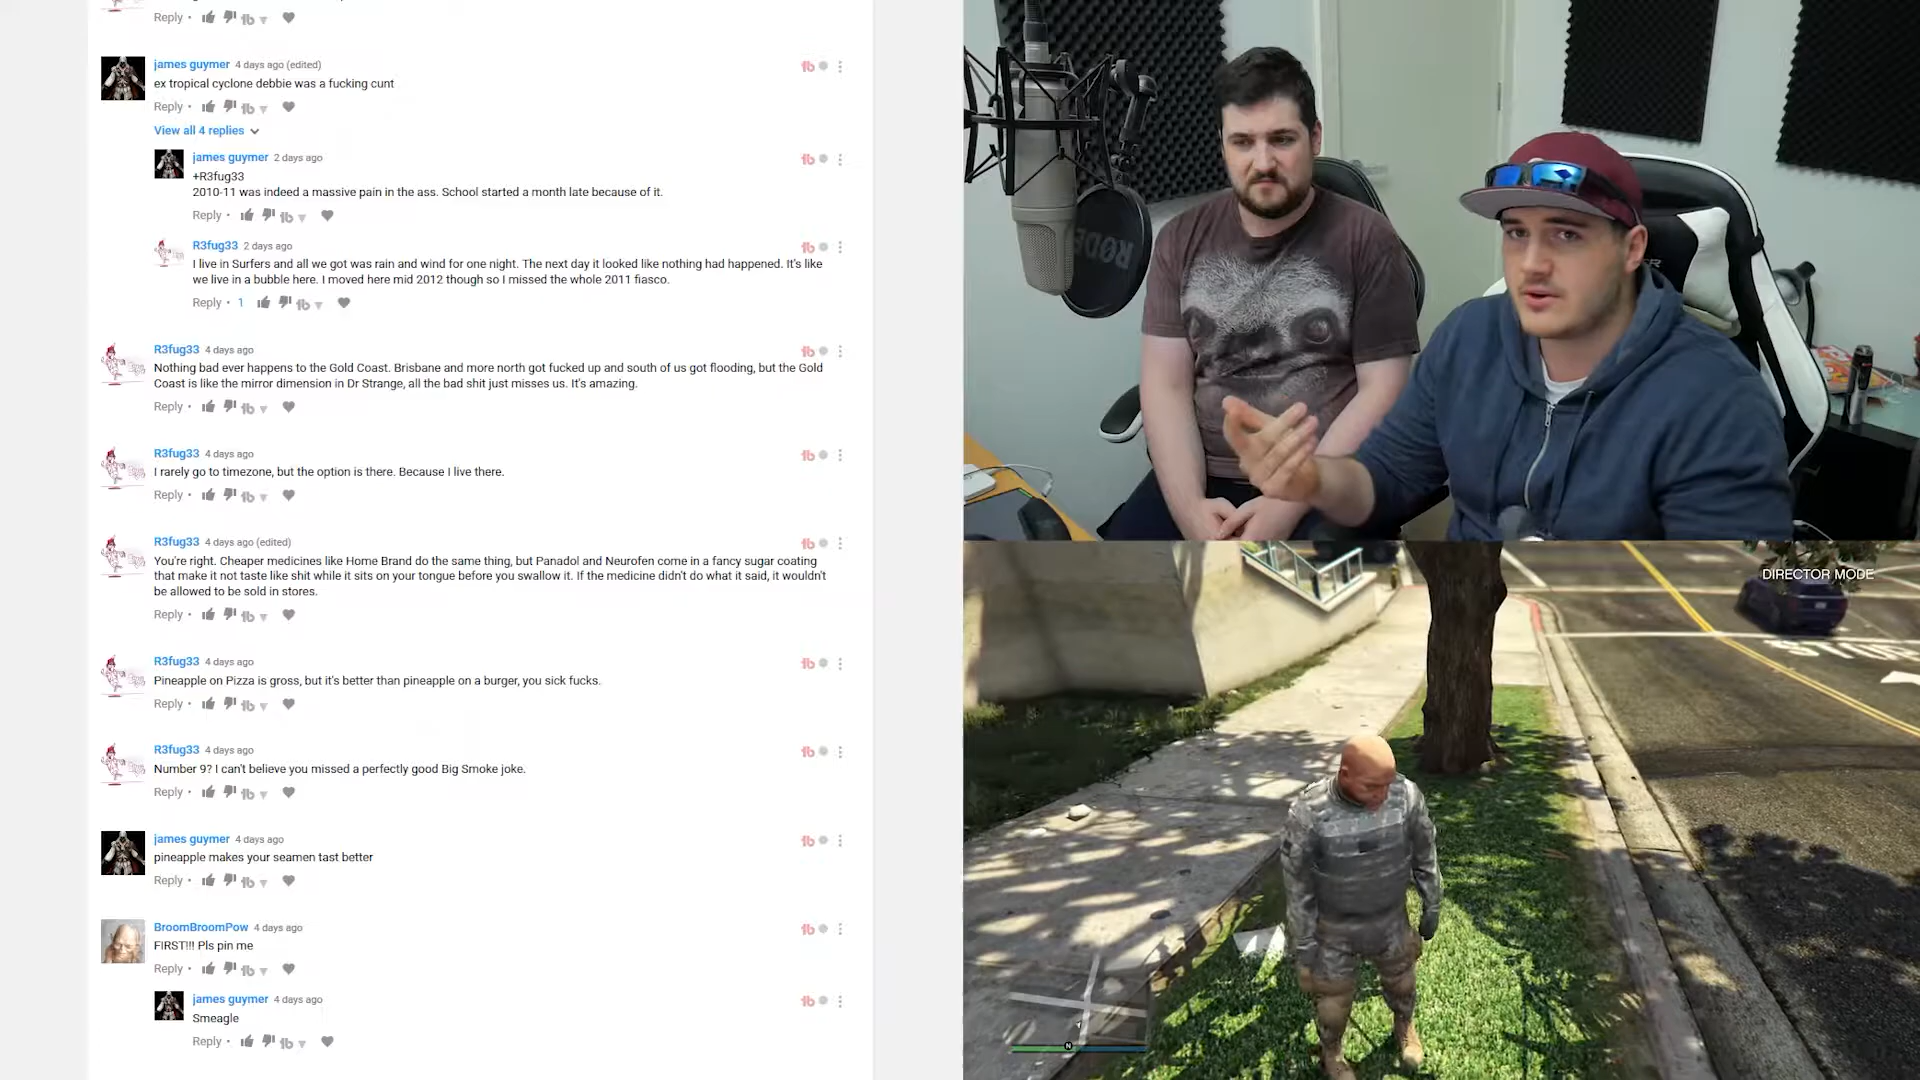 Reply •
james guymer 4 days ago (edited)
ex tropical cyclone debbie was a fucking cunt
Reply •
View all 4 replies
james guymer 2 days ago
+R3fug33
2010-11 was indeed a massive pain in the ass. School started a month late because of it.
Reply •
R3fug33 2 days ago
I live in Surfers and all we got was rain and wind for one night. The next day it looked like nothing had happened. It's like
we live in a bubble here. I moved here mid 2012 though so I missed the whole 2011 fiasco.
Reply • 1
R3fug33 4 days ago
Nothing bad ever happens to the Gold Coast. Brisbane and more north got fucked up and south of us got flooding, but the Gold
Coast is like the mirror dimension in Dr Strange, all the bad shit just misses us. It's amazing.
Reply •
R3fug33 4 days ago
I rarely go to timezone, but the option is there. Because I live there.
Reply •
R3fug33 4 days ago (edited)
You're right. Cheaper medicines like Home Brand do the same thing, but Panadol and Neurofen come in a fancy sugar coating
that make it not taste like shit while it sits on your tongue before you swallow it. If the medicine didn't do what it said, it wouldn't
be allowed to be sold in stores.
Reply •
R3fug33 4 days ago
Pineapple on Pizza is gross, but it's better than pineapple on a burger, you sick fucks.
Reply •
R3fug33 4 days ago
Number 9? I can't believe you missed a perfectly good Big Smoke joke.
Reply •
james guymer 4 days ago
pineapple makes your seamen tast better
Reply •
BroomBroomPow 4 days ago
FIRST!!! Pls pin me
Reply •
james guymer 4 days ago
Smeagle
Reply •
RØDE
DIRECTOR MODE
N